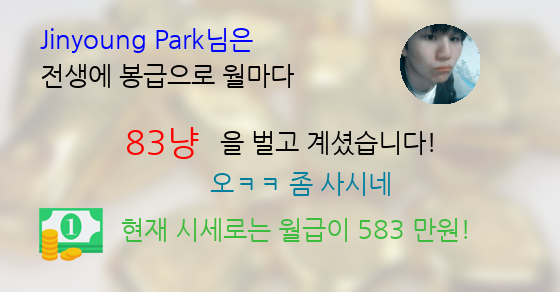 Jinyoung Park님은
전생에 봉급으로 월마다
83냥 을 벌고 계셨습니다!
오ㅋㅋ 좀 사시네
1
현재 시세로는 월급이 583 만원!